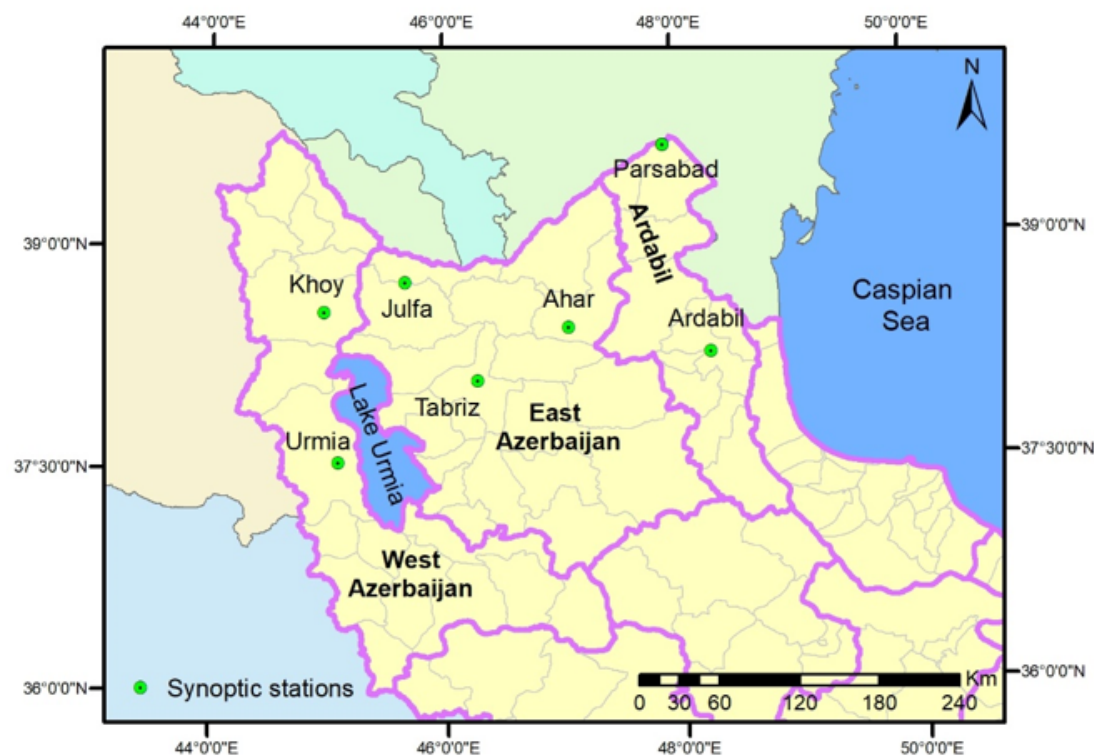 44°0'0"E 46°0'0"E 48°0'0"E 50°0'0"E
N
Parsabad
39°0'0"N
39°0'0"N
Ardabil
Khoy
Julfa
Ahar
Ardabil
Caspian
Sea
Tabriz
East
Azerbaijan
Lake Urmia
Urmia
37°30'0"N
37°30'0"N
West
Azerbaijan
Synoptic stations
36°0'0"N
36°0'0"N
Km
0 30 60 120 180 240
44°0'0"E 46°0'0"E 48°0'0"E 50°0'0"E